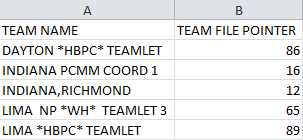 A B
TEAM NAME TEAM FILE POINTER
DAYTON *HBPC* TEAMLET 86
INDIANA PCMM COORD 1 16
INDIANA,RICHMOND 12
LIMA  NP *WH*  TEAMLET 3 65
LIMA *HBPC* TEAMLET 89